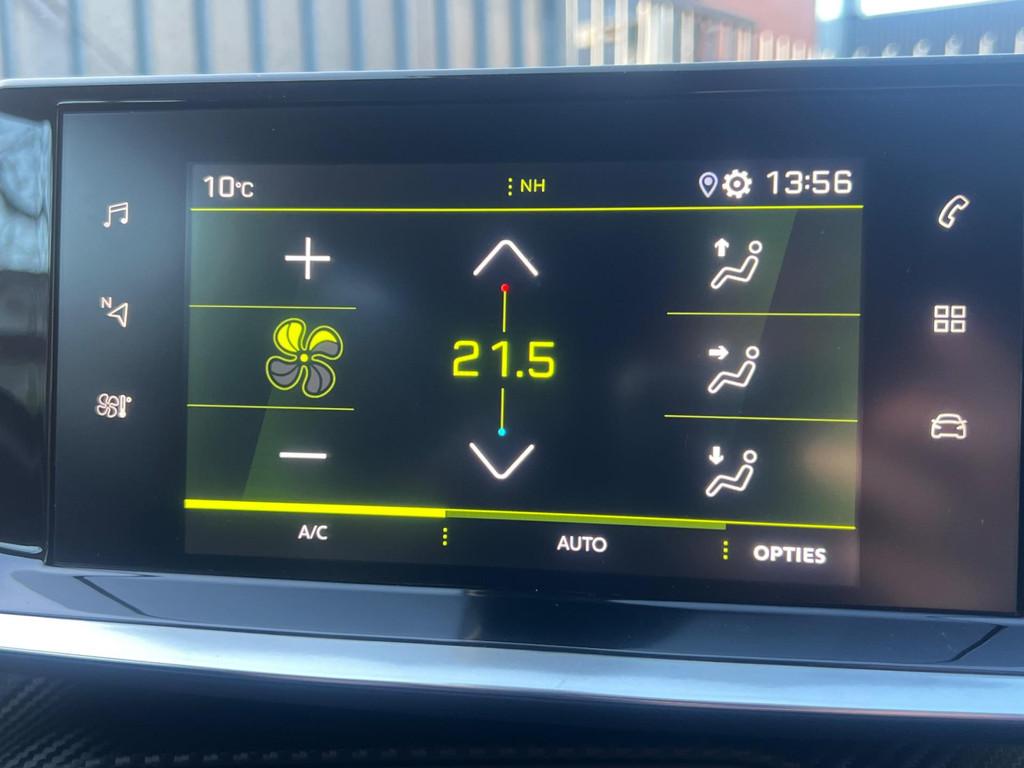 10°C NH 13:56
N
21.5
A/C AUTO OPTIES